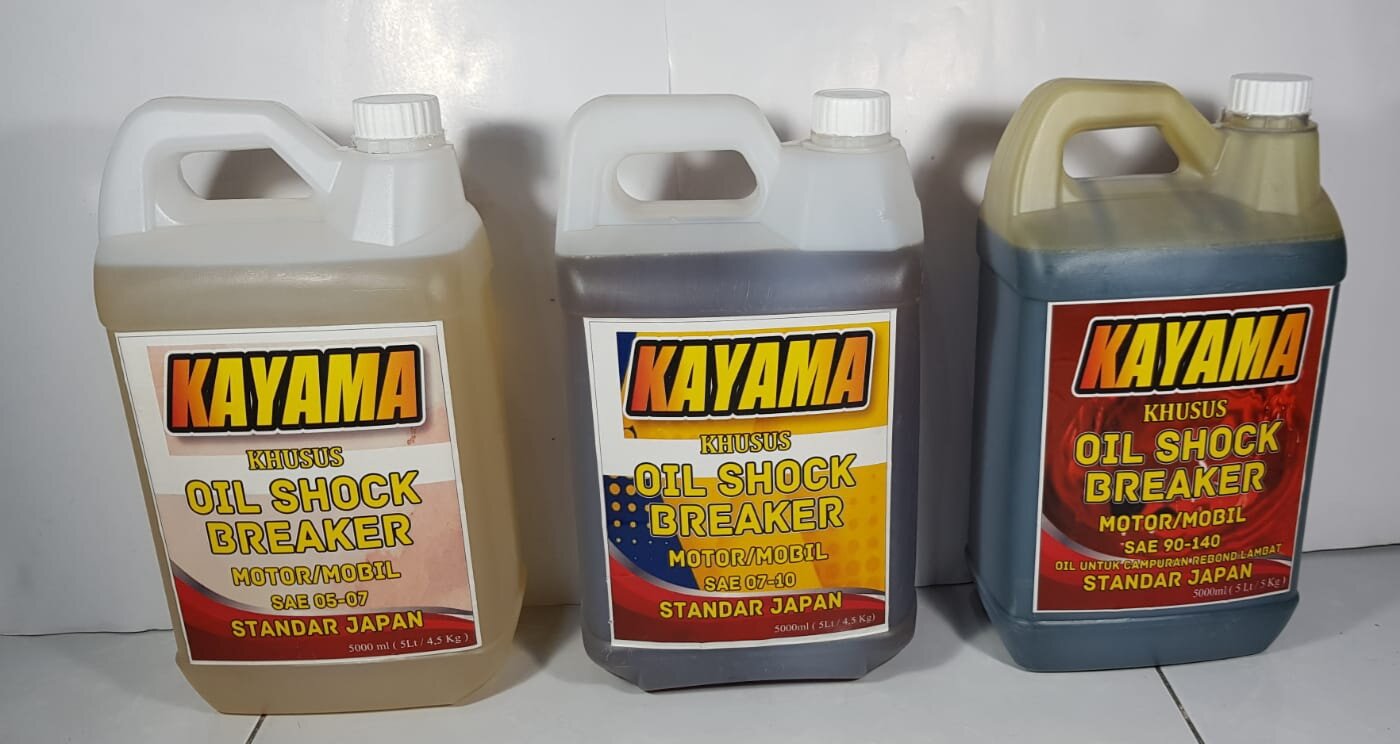 KAYAMA
KHUSUS
OIL SHOCK
BREAKER
MOTOR/MOBIL
SAE 05-07
STANDAR JAPAN
5000 ml ( 5Lt / 4,5 Kg )
KAYAMA
KHUSUS
OIL SHOCK
BREAKER
MOTOR/MOBIL
SAE 07-10
STANDAR JAPAN
5000ml ( 5Lt / 4,5 Kg)
KAYAMA
KHUSUS
OIL SHOCK
BREAKER
MOTOR/MOBIL
SAE 90-140
OIL UNTUK CAMPURAN REBOND LAMBAT
STANDAR JAPAN
5000ml ( 5 Lt / 5 Kg )